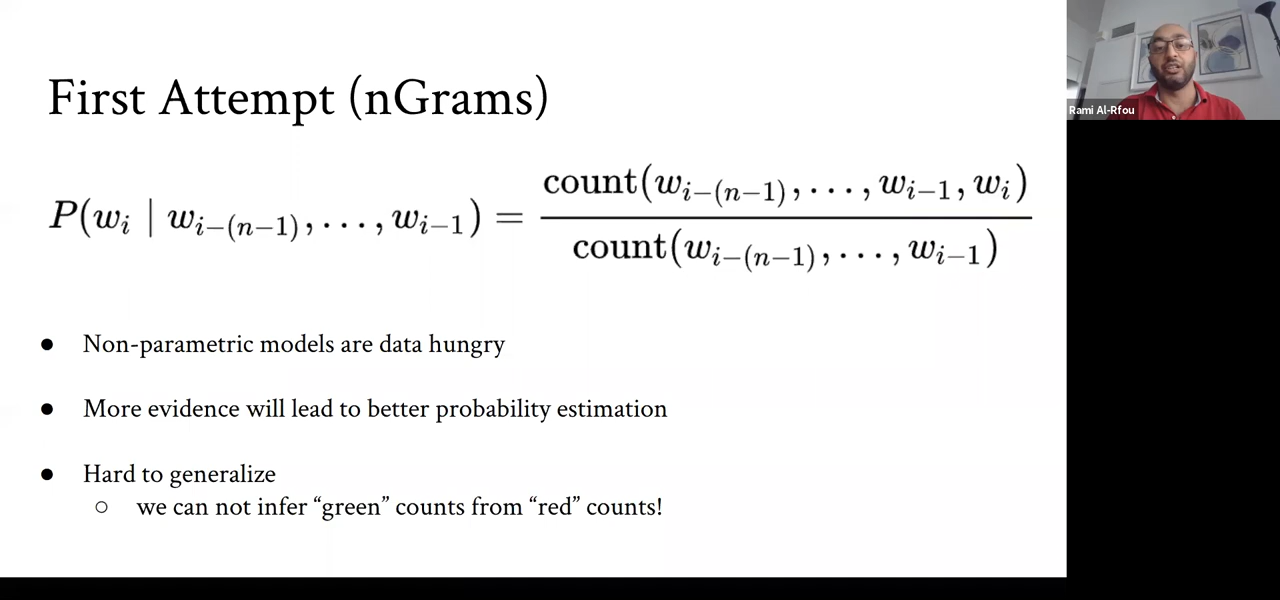 First Attempt (nGrams)
P(w_i | w_{i−(n−1)}, . . . , w_{i−1}) = count(w_{i−(n−1)}, . . . , w_{i−1}, w_i) / count(w_{i−(n−1)}, . . . , w_{i−1})
● Non-parametric models are data hungry
● More evidence will lead to better probability estimation
● Hard to generalize
○ we can not infer “green” counts from “red” counts!
Rami Al-Rfou